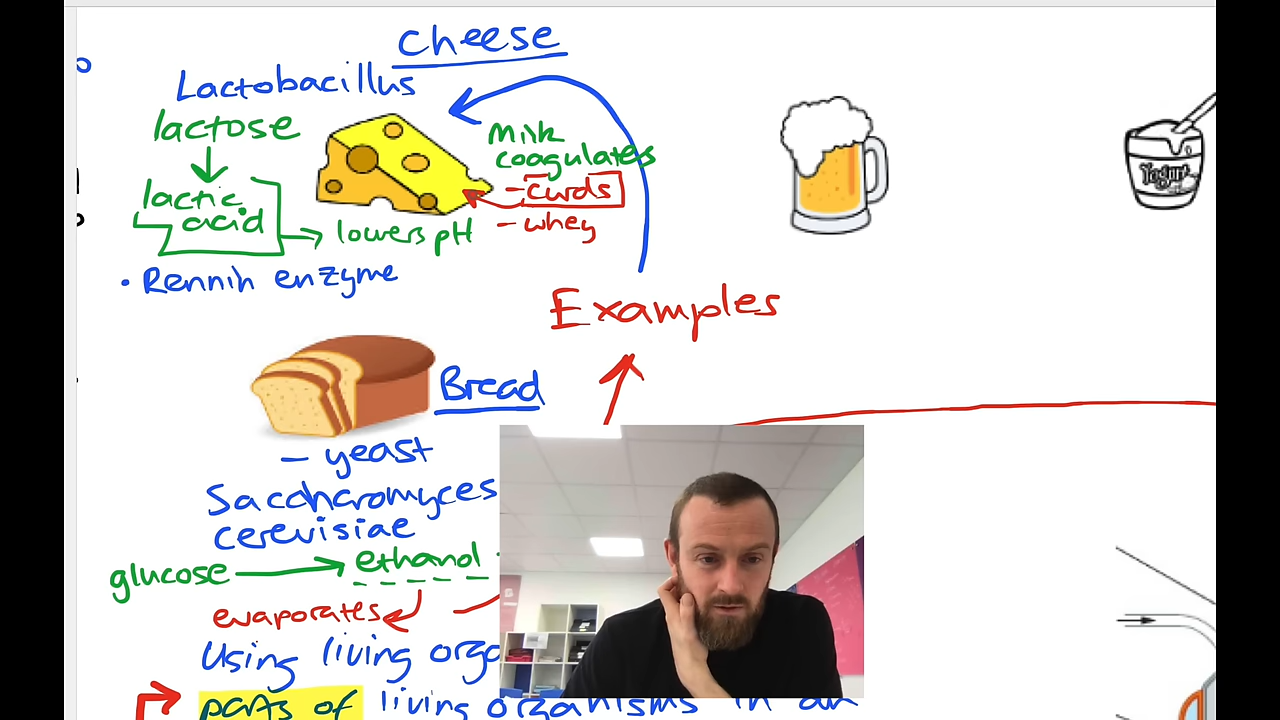 Cheese
Lactobacillus
lactose
lactic
acid
lowers pH
Milk
coagulates
- curds
- whey
• Rennin enzyme
Yogurt
Examples
Bread
- yeast
Saccharomyces
cerevisiae
glucose → ethanol
evaporates
Using living orga
parts of living organisms in an